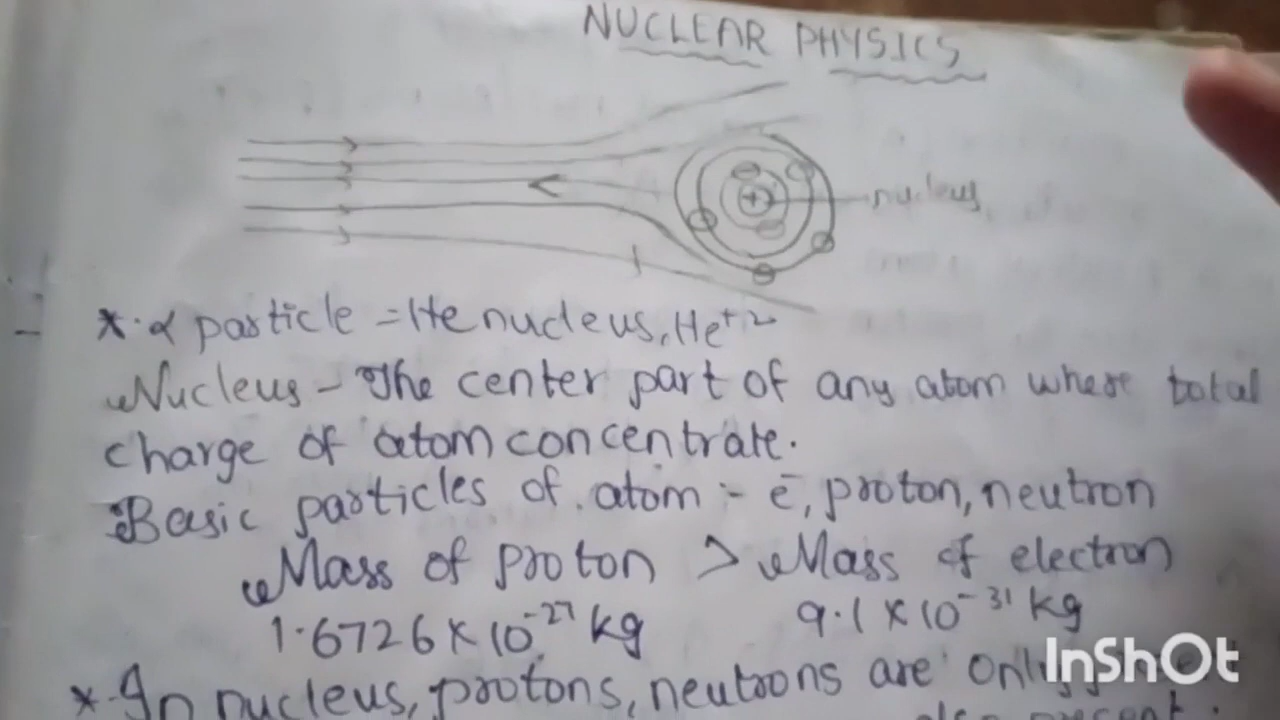 NUCLEAR PHYSICS
nucleus
*. α particle = He nucleus, He⁺²
Nucleus - The center part of any atom where total
charge of atom concentrate.
Basic particles of atom :- e̅, proton, neutron
Mass of proton > Mass of electron
1.6726 × 10⁻²⁷ kg 9.1 × 10⁻³¹ kg
*. In nucleus, protons, neutrons are only
also present.
InShOt